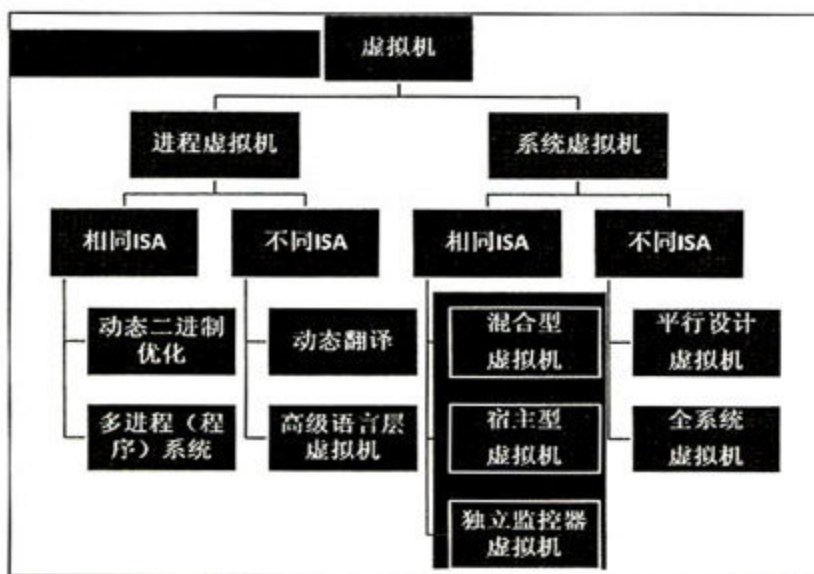 虚拟机
进程虚拟机
系统虚拟机
相同ISA
不同ISA
相同ISA
不同ISA
动态二进制
优化
动态翻译
混合型
虚拟机
平行设计
虚拟机
多进程（程
序）系统
高级语言层
虚拟机
宿主型
虚拟机
全系统
虚拟机
独立监控器
虚拟机